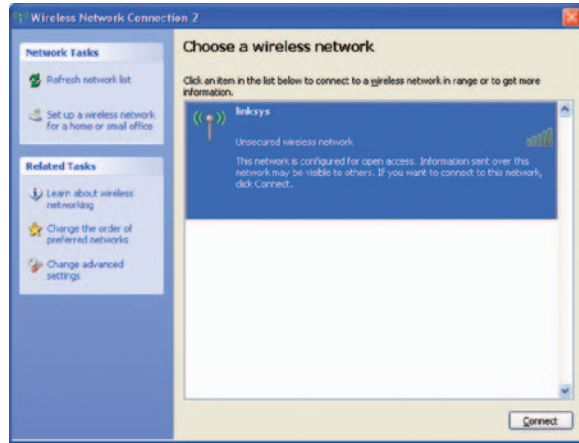 Wireless Network Connection 2
Network Tasks
Refresh network list
Set up a wireless network
for a home or small office
Related Tasks
Learn about wireless
networking
Change the order of
preferred networks
Change advanced
settings
Choose a wireless network
Click an item in the list below to connect to a wireless network in range or to get more
information.
linksys
Unsecured wireless network
This network is configured for open access. Information sent over this
network may be visible to others. If you want to connect to this network,
click Connect.
Connect